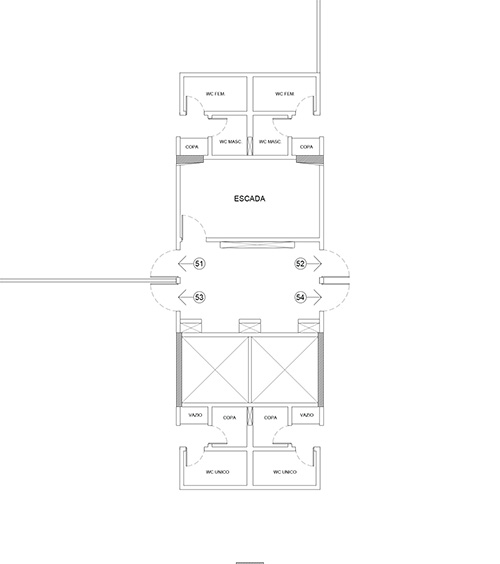 WC FEM.
WC FEM.
WC MASC.
WC MASC.
COPA
COPA
ESCADA
51
52
53
54
VAZIO
COPA
COPA
VAZIO
WC UNICO
WC UNICO